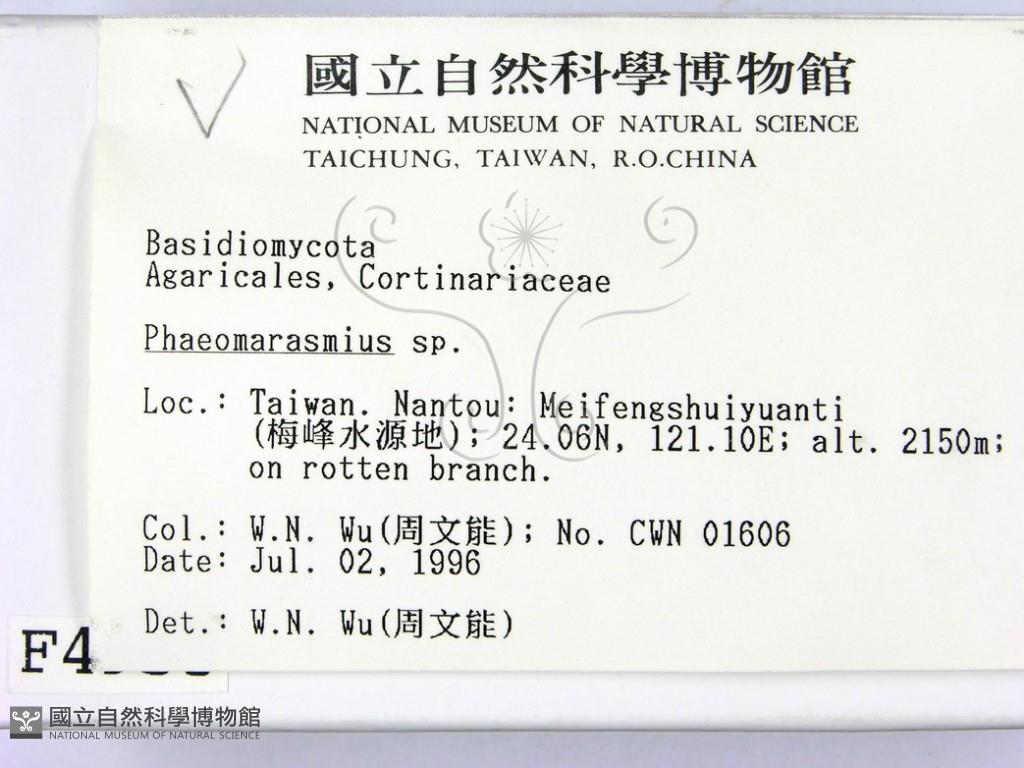 國立自然科學博物館
NATIONAL MUSEUM OF NATURAL SCIENCE
TAICHUNG, TAIWAN, R.O.CHINA
Basidiomycota
Agaricales, Cortinariaceae
Phaeomarasmius sp.
Loc.: Taiwan. Nantou: Meifengshuiyuanti
(梅峰水源地); 24.06N, 121.10E; alt. 2150m;
on rotten branch.
Col.: W.N. Wu(周文能); No. CWN 01606
Date: Jul. 02, 1996
Det.: W.N. Wu(周文能)
國立自然科學博物館
NATIONAL MUSEUM OF NATURAL SCIENCE